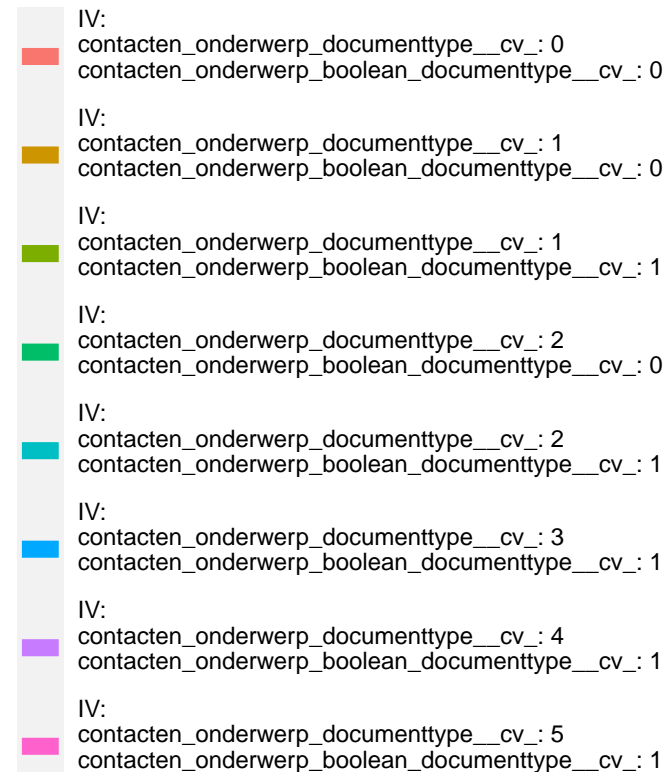 IV:
contacten_onderwerp_documenttype__cv_: 0
contacten_onderwerp_boolean_documenttype__cv_: 0
IV:
contacten_onderwerp_documenttype__cv_: 1
contacten_onderwerp_boolean_documenttype__cv_: 0
IV:
contacten_onderwerp_documenttype__cv_: 1
contacten_onderwerp_boolean_documenttype__cv_: 1
IV:
contacten_onderwerp_documenttype__cv_: 2
contacten_onderwerp_boolean_documenttype__cv_: 0
IV:
contacten_onderwerp_documenttype__cv_: 2
contacten_onderwerp_boolean_documenttype__cv_: 1
IV:
contacten_onderwerp_documenttype__cv_: 3
contacten_onderwerp_boolean_documenttype__cv_: 1
IV:
contacten_onderwerp_documenttype__cv_: 4
contacten_onderwerp_boolean_documenttype__cv_: 1
IV:
contacten_onderwerp_documenttype__cv_: 5
contacten_onderwerp_boolean_documenttype__cv_: 1